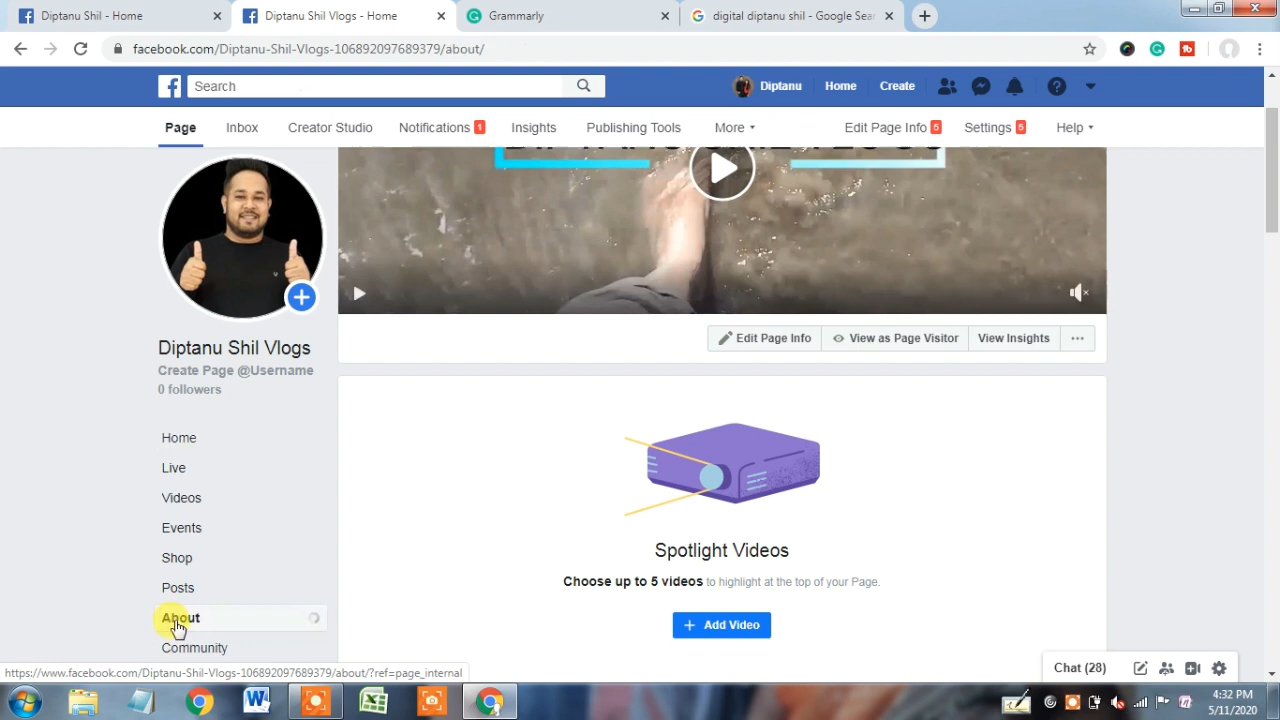 Diptanu Shil - Home
Diptanu Shil Vlogs - Home
Grammarly
digital diptanu shil - Google Sear
facebook.com/Diptanu-Shil-Vlogs-106892097689379/about/
Search
Diptanu
Home
Create
Page
Inbox
Creator Studio
Notifications 1
Insights
Publishing Tools
More
Edit Page Info 5
Settings 5
Help
DIPTANU SHIL VLOGS
Edit Page Info
View as Page Visitor
View Insights
Diptanu Shil Vlogs
Create Page @Username
0 followers
Home
Live
Videos
Events
Shop
Posts
About
Community
Spotlight Videos
Choose up to 5 videos to highlight at the top of your Page.
+ Add Video
https://www.facebook.com/Diptanu-Shil-Vlogs-106892097689379/about/?ref=page_internal
Chat (28)
4:32 PM
5/11/2020